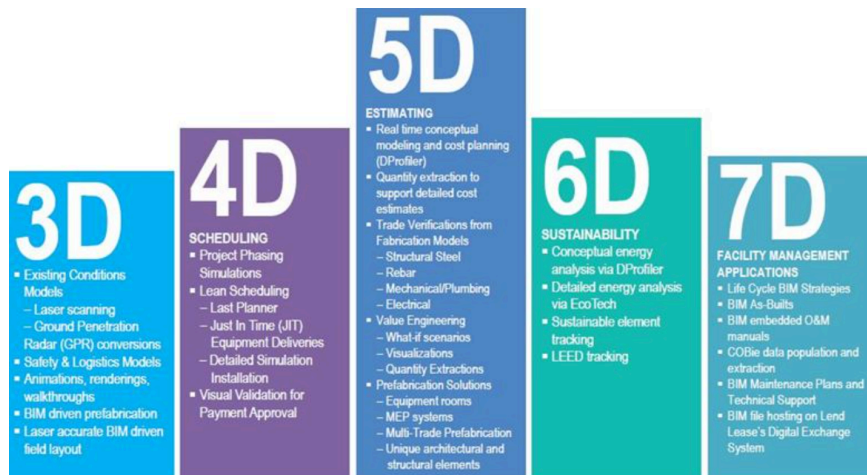 3D
▪ Existing Conditions
Models
– Laser scanning
– Ground Penetration
Radar (GPR) conversions
▪ Safety & Logistics Models
▪ Animations, renderings,
walkthroughs
▪ BIM driven prefabrication
▪ Laser accurate BIM driven
field layout
4D
SCHEDULING
▪ Project Phasing
Simulations
▪ Lean Scheduling
– Last Planner
– Just In Time (JIT)
Equipment Deliveries
– Detailed Simulation
Installation
▪ Visual Validation for
Payment Approval
5D
ESTIMATING
▪ Real time conceptual
modeling and cost planning
(DProfiler)
▪ Quantity extraction to
support detailed cost
estimates
▪ Trade Verifications from
Fabrication Models
– Structural Steel
– Rebar
– Mechanical/Plumbing
– Electrical
▪ Value Engineering
– What-if scenarios
– Visualizations
– Quantity Extractions
▪ Prefabrication Solutions
– Equipment rooms
– MEP systems
– Multi-Trade Prefabrication
– Unique architectural and
structural elements
6D
SUSTAINABILITY
▪ Conceptual energy
analysis via DProfiler
▪ Detailed energy analysis
via EcoTech
▪ Sustainable element
tracking
▪ LEED tracking
7D
FACILITY MANAGEMENT
APPLICATIONS
▪ Life Cycle BIM Strategies
▪ BIM As-Builts
▪ BIM embedded O&M
manuals
▪ COBie data population and
extraction
▪ BIM Maintenance Plans and
Technical Support
▪ BIM file hosting on Lend
Lease's Digital Exchange
System